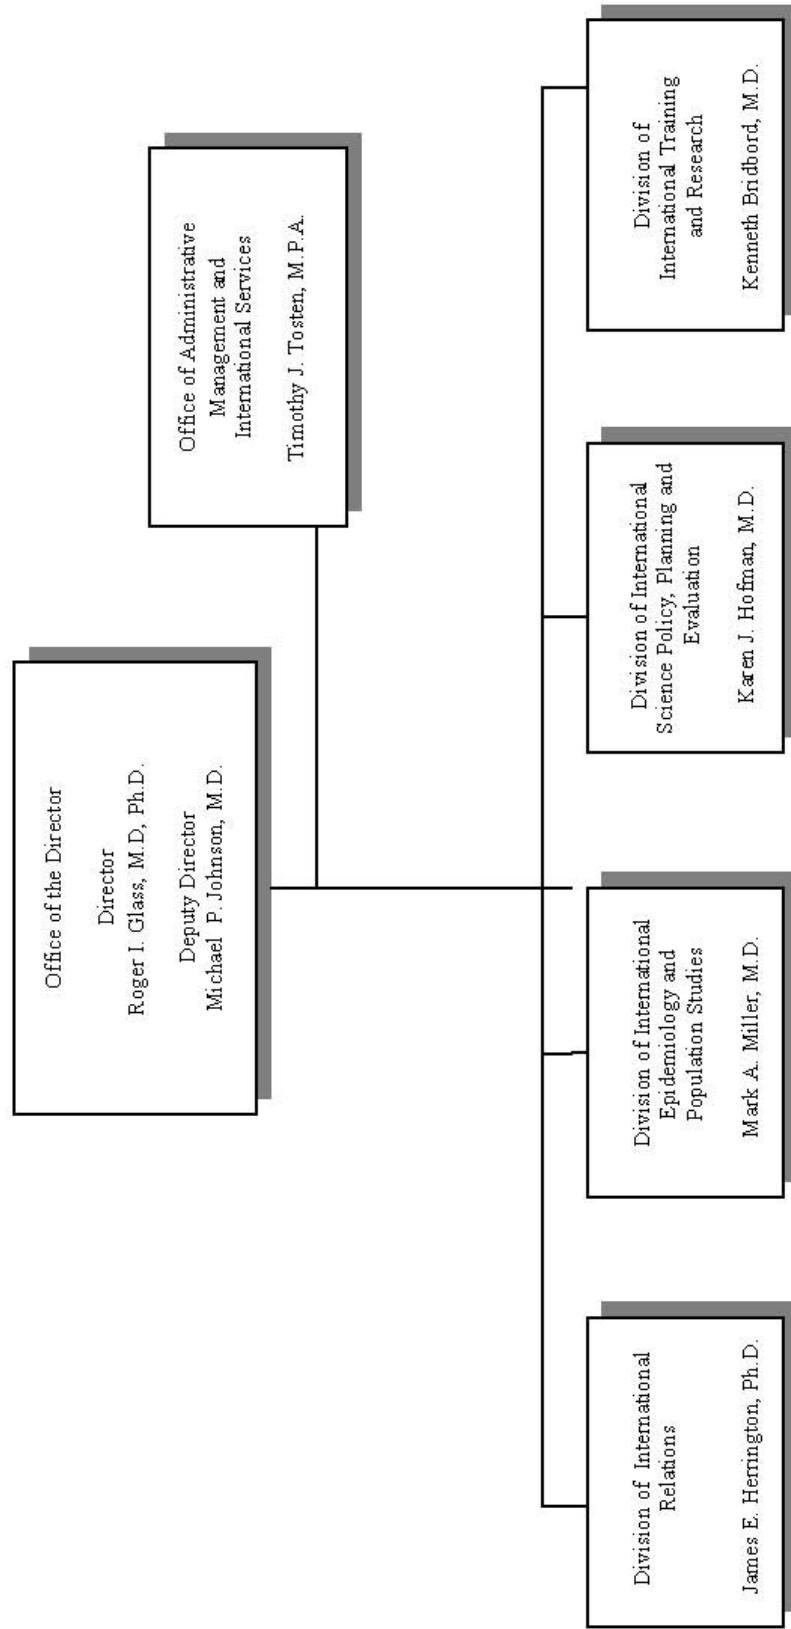 Office of the Director
Director
Roger I. Glass, M.D, Ph.D.
Deputy Director
Michael P. Johnson, M.D.
Office of Administrative
Management and
International Services
Timothy J. Tosten, M.P.A.
Division of International
Relations
James E. Herrington, Ph.D.
Division of International
Epidemiology and
Population Studies
Mark A. Miller, M.D.
Division of International
Science Policy, Planning and
Evaluation
Karen J. Hofman, M.D.
Division of
International Training
and Research
Kenneth Bridbord, M.D.